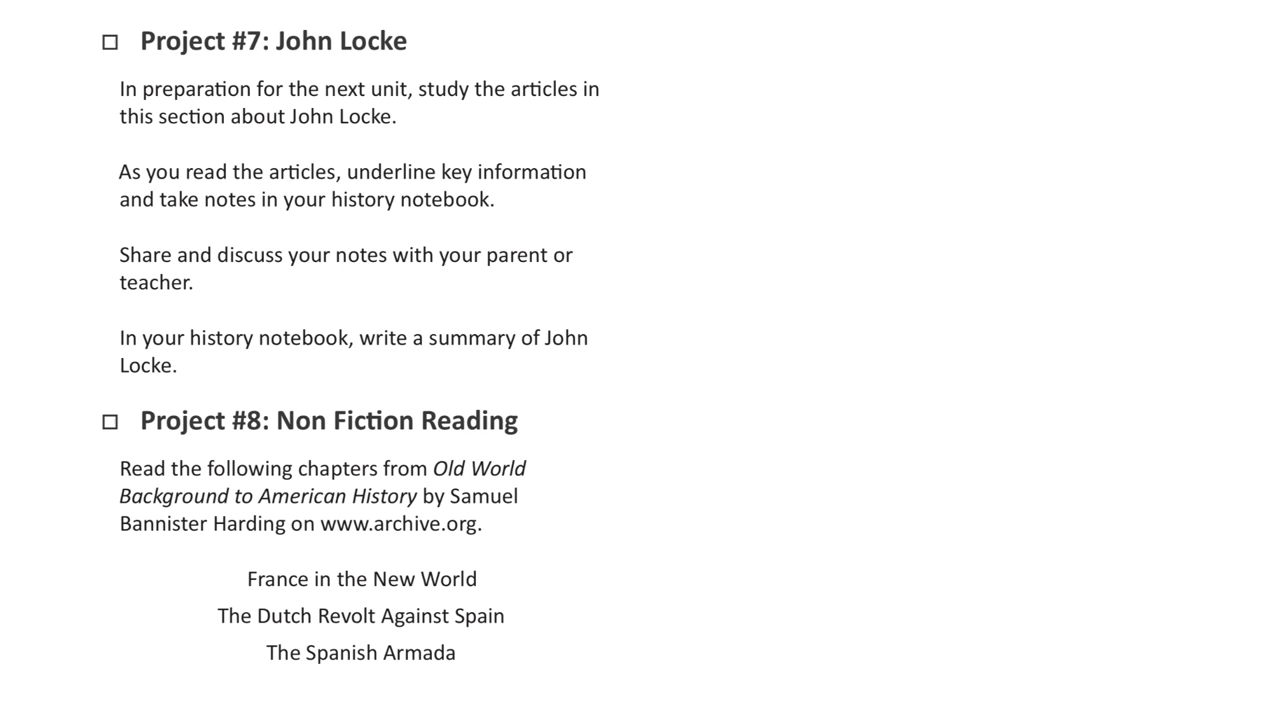 Project #7: John Locke
In preparation for the next unit, study the articles in
this section about John Locke.
As you read the articles, underline key information
and take notes in your history notebook.
Share and discuss your notes with your parent or
teacher.
In your history notebook, write a summary of John
Locke.
Project #8: Non Fiction Reading
Read the following chapters from Old World
Background to American History by Samuel
Bannister Harding on www.archive.org.
France in the New World
The Dutch Revolt Against Spain
The Spanish Armada